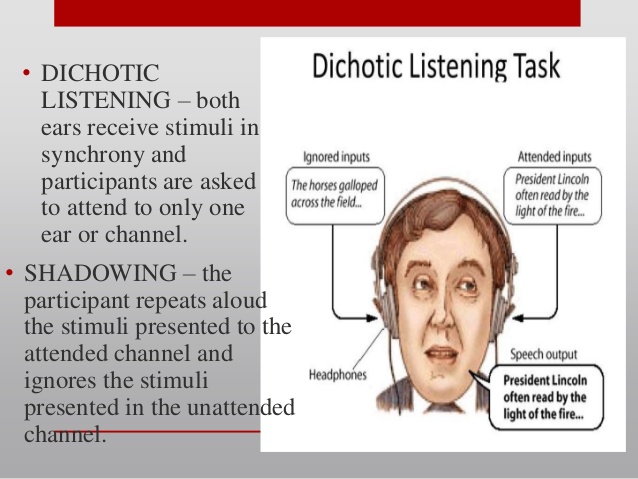 • DICHOTIC
LISTENING – both
ears receive stimuli in
synchrony and
participants are asked
to attend to only one
ear or channel.
• SHADOWING – the
participant repeats aloud
the stimuli presented to the
attended channel and
ignores the stimuli
presented in the unattended
channel.
Dichotic Listening Task
Ignored inputs
The horses galloped
across the field...
Attended inputs
President Lincoln
often read by the
light of the fire...
Headphones
Speech output
President Lincoln
often read by the
light of the fire...